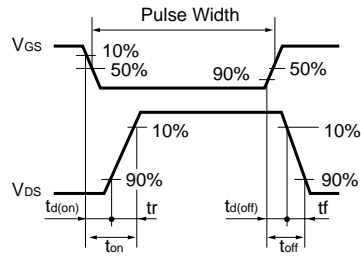 Pulse Width
VGS
10%
50%
90%
50%
10%
10%
VDS
90%
90%
td(on)
tr
td(off)
tf
ton
toff